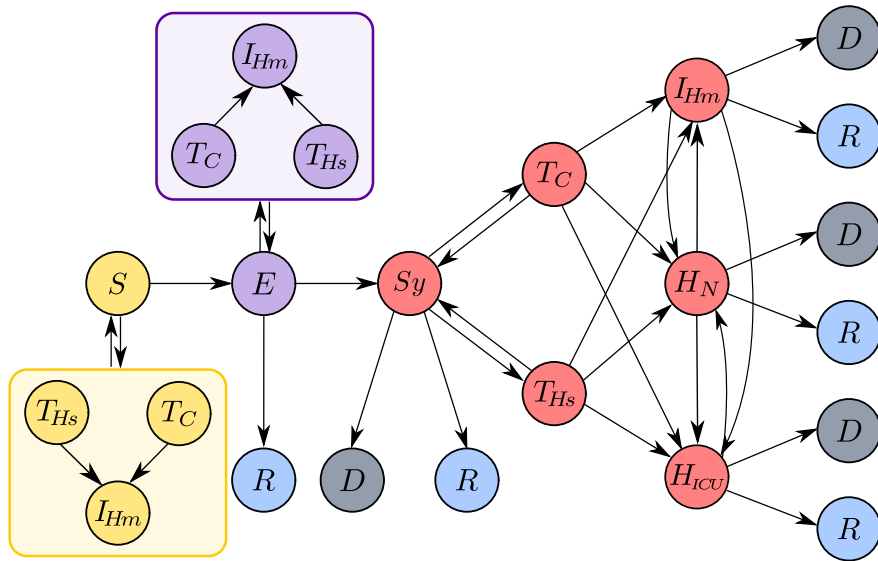 I_Hm
T_C
T_Hs
S
E
Sy
T_Hs
T_C
I_Hm
R
D
R
T_C
T_Hs
I_Hm
H_N
H_ICU
D
R
D
R
D
R